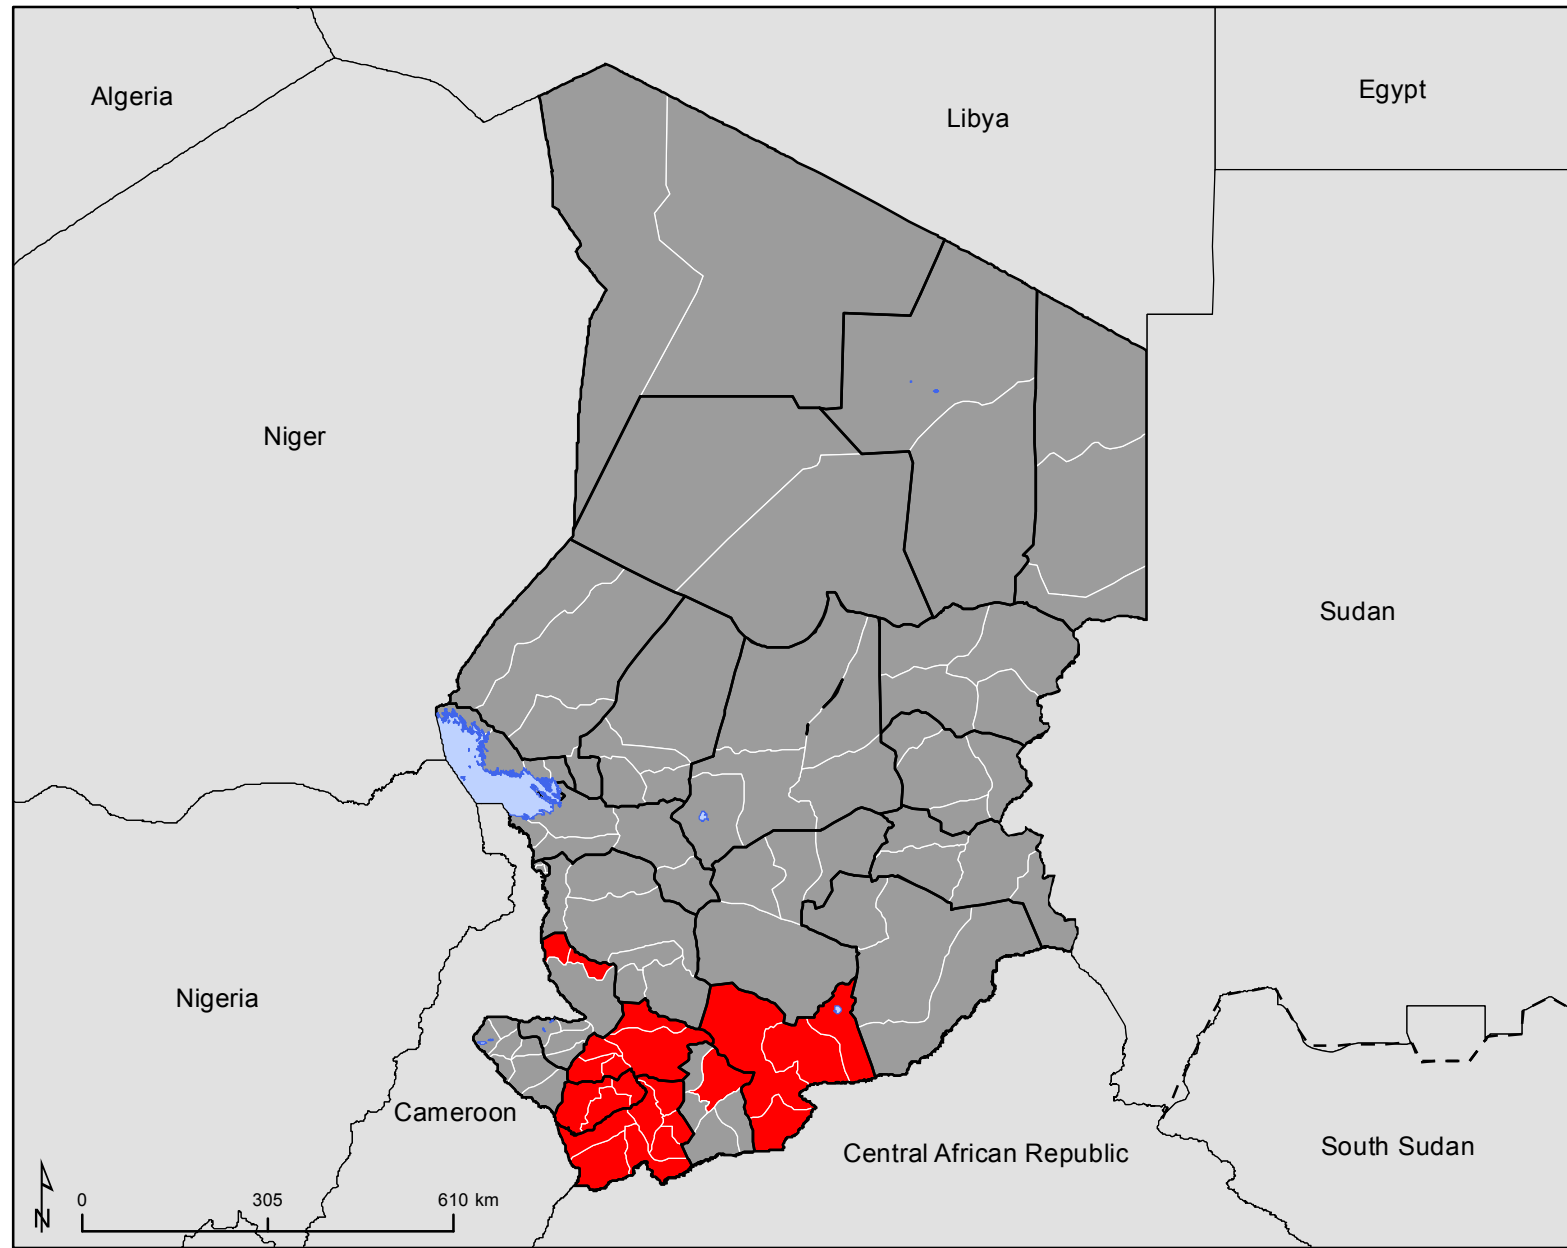 Algeria
Egypt
Libya
Niger
Sudan
Nigeria
Cameroon
Central African Republic
South Sudan
N
0 305 610 km